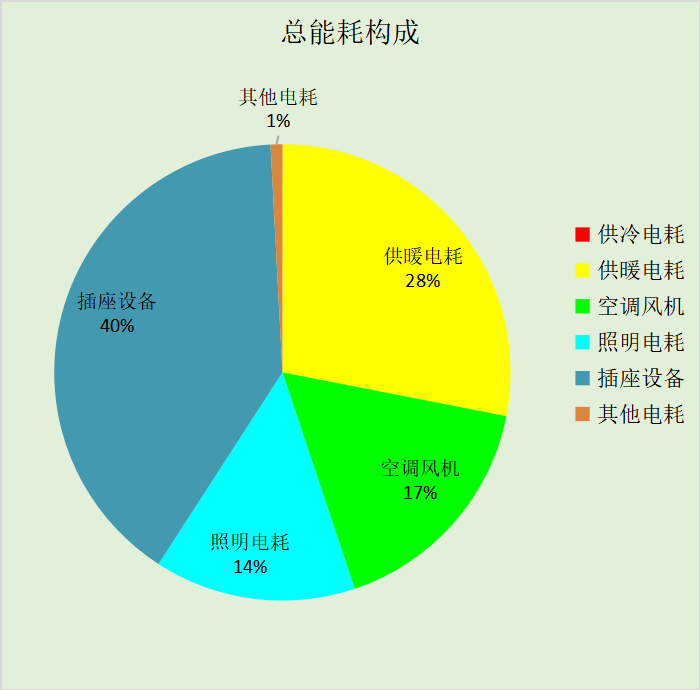 总能耗构成
其他电耗
1%
供暖电耗
28%
插座设备
40%
空调风机
17%
照明电耗
14%
供冷电耗
供暖电耗
空调风机
照明电耗
插座设备
其他电耗